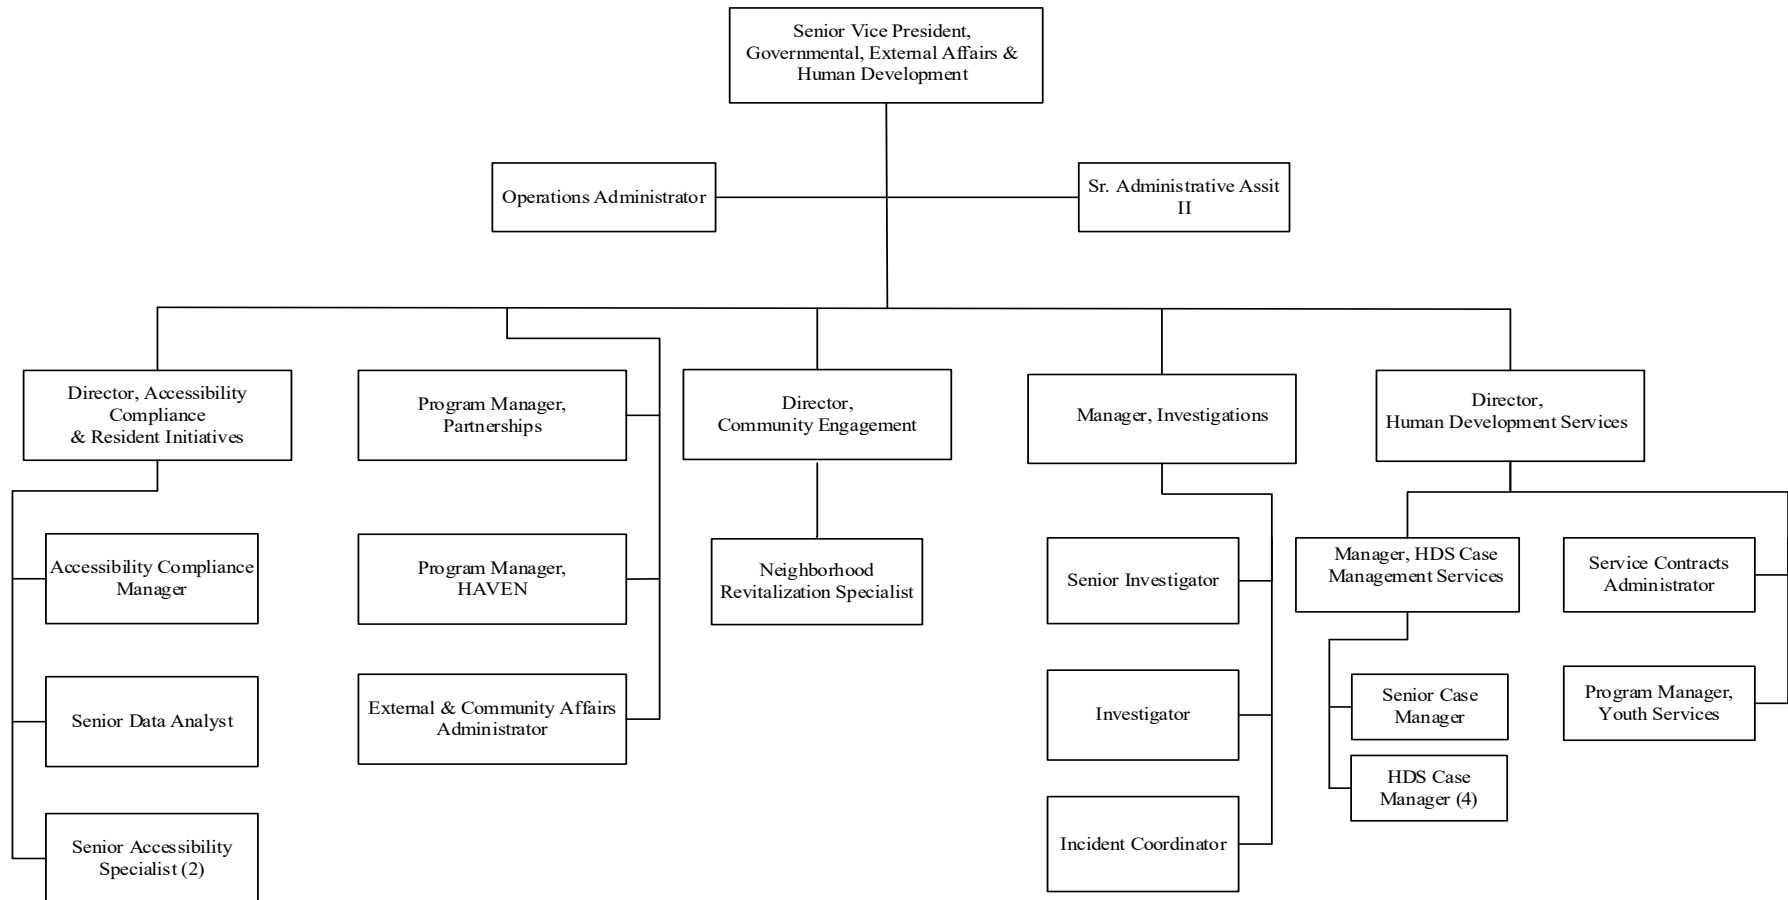 Senior Vice President,
Governmental, External Affairs &
Human Development
Operations Administrator
Sr. Administrative Assit
II
Director, Accessibility
Compliance
& Resident Initiatives
Program Manager,
Partnerships
Director,
Community Engagement
Manager, Investigations
Director,
Human Development Services
Accessibility Compliance
Manager
Program Manager,
HAVEN
Neighborhood
Revitalization Specialist
Senior Investigator
Manager, HDS Case
Management Services
Service Contracts
Administrator
Senior Data Analyst
External & Community Affairs
Administrator
Investigator
Senior Case
Manager
Program Manager,
Youth Services
HDS Case
Manager (4)
Senior Accessibility
Specialist (2)
Incident Coordinator